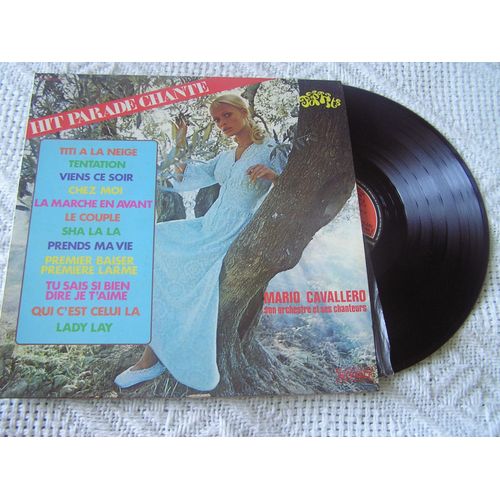 HIT PARADE CHANTE
TITI A LA NEIGE
TENTATION
VIENS CE SOIR
CHEZ MOI
LA MARCHE EN AVANT
LE COUPLE
SHA LA LA
PRENDS MA VIE
PREMIER BAISER
PREMIÈRE LARME
TU SAIS SI BIEN
DIRE JE T'AIME
QUI C'EST CELUI LA
LADY LAY
MARIO CAVALLERO
son orchestre et ses chanteurs